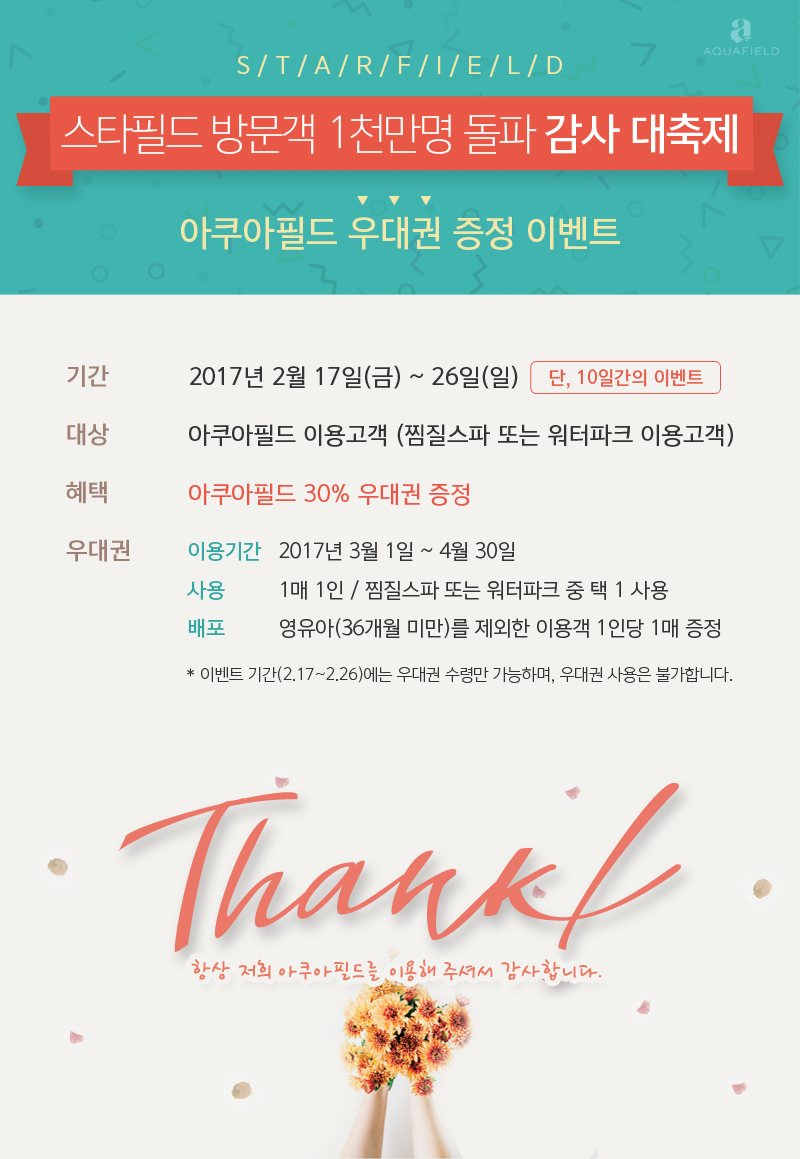 a
AQUAFIELD
S/T/A/R/F/I/E/L/D
스타필드 방문객 1천만명 돌파 감사 대축제
아쿠아필드 우대권 증정 이벤트
기간 2017년 2월 17일(금) ~ 26일(일) 단, 10일간의 이벤트
대상 아쿠아필드 이용고객 (찜질스파 또는 워터파크 이용고객)
혜택 아쿠아필드 30% 우대권 증정
우대권 이용기간 2017년 3월 1일 ~ 4월 30일
사용 1매 1인 / 찜질스파 또는 워터파크 중 택 1 사용
배포 영유아(36개월 미만)를 제외한 이용객 1인당 1매 증정
* 이벤트 기간(2.17~2.26)에는 우대권 수령만 가능하며, 우대권 사용은 불가합니다.
Thank!
항상 저희 아쿠아필드를 이용해 주셔서 감사합니다.